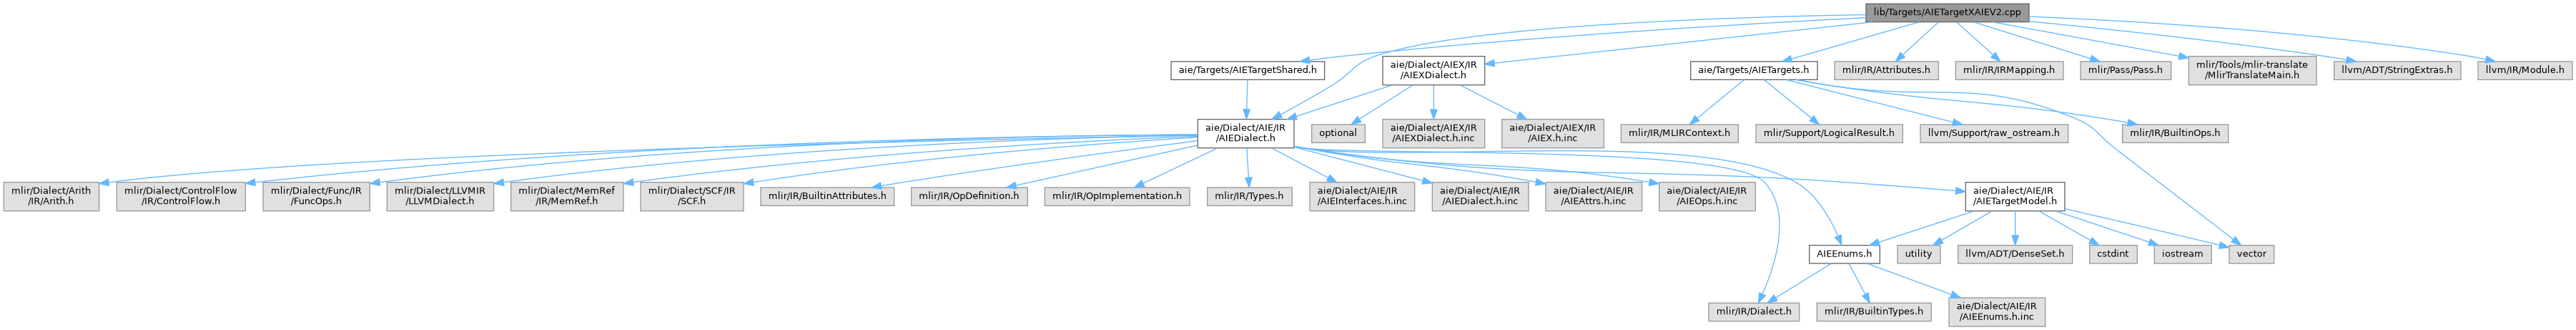 lib/Targets/AIETargetXAIEV2.cpp
aie/Targets/AIETargetShared.h
aie/Dialect/AIEX/IR
/AIEXDialect.h
aie/Targets/AIETargets.h
mlir/IR/Attributes.h
mlir/IR/IRMapping.h
mlir/Pass/Pass.h
mlir/Tools/mlir-translate
/MlirTranslateMain.h
llvm/ADT/StringExtras.h
llvm/IR/Module.h
aie/Dialect/AIE/IR
/AIEDialect.h
optional
aie/Dialect/AIEX/IR
/AIEXDialect.h.inc
aie/Dialect/AIEX/IR
/AIEX.h.inc
mlir/IR/MLIRContext.h
mlir/Support/LogicalResult.h
llvm/Support/raw_ostream.h
mlir/IR/BuiltinOps.h
mlir/Dialect/Arith
/IR/Arith.h
mlir/Dialect/ControlFlow
/IR/ControlFlow.h
mlir/Dialect/Func/IR
/FuncOps.h
mlir/Dialect/LLVMIR
/LLVMDialect.h
mlir/Dialect/MemRef
/IR/MemRef.h
mlir/Dialect/SCF/IR
/SCF.h
mlir/IR/BuiltinAttributes.h
mlir/IR/OpDefinition.h
mlir/IR/OpImplementation.h
mlir/IR/Types.h
aie/Dialect/AIE/IR
/AIEInterfaces.h.inc
aie/Dialect/AIE/IR
/AIEDialect.h.inc
aie/Dialect/AIE/IR
/AIEAttrs.h.inc
aie/Dialect/AIE/IR
/AIEOps.h.inc
aie/Dialect/AIE/IR
/AIETargetModel.h
AIEEnums.h
utility
llvm/ADT/DenseSet.h
cstdint
iostream
vector
mlir/IR/Dialect.h
mlir/IR/BuiltinTypes.h
aie/Dialect/AIE/IR
/AIEEnums.h.inc